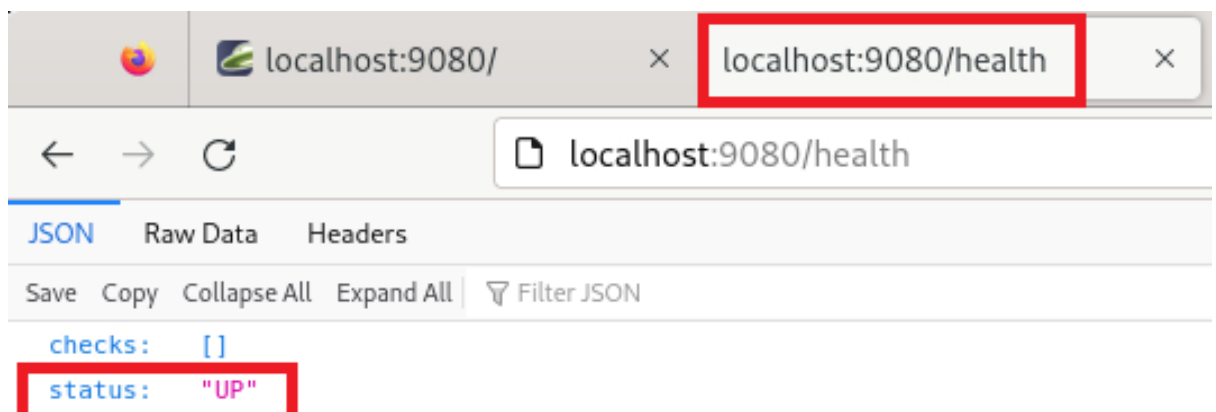 localhost:9080/ × localhost:9080/health ×
localhost:9080/health
JSON Raw Data Headers
Save Copy Collapse All Expand All Filter JSON
checks: []
status: "UP"